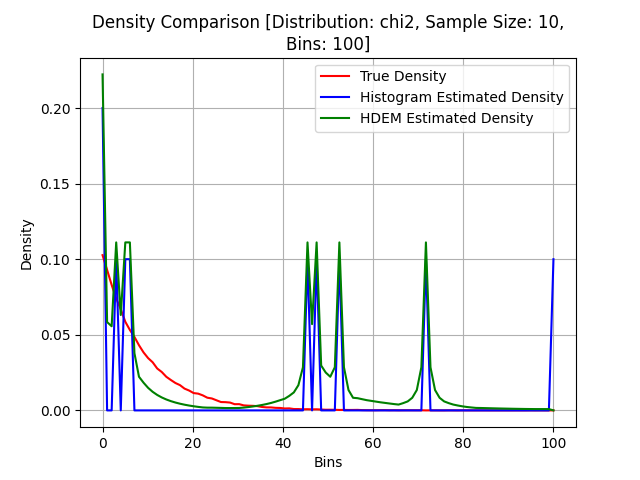 Density Comparison [Distribution: chi2, Sample Size: 10,
Bins: 100]
True Density
Histogram Estimated Density
HDEM Estimated Density
Density
0.20
0.15
0.10
0.05
0.00
0 20 40 60 80 100
Bins